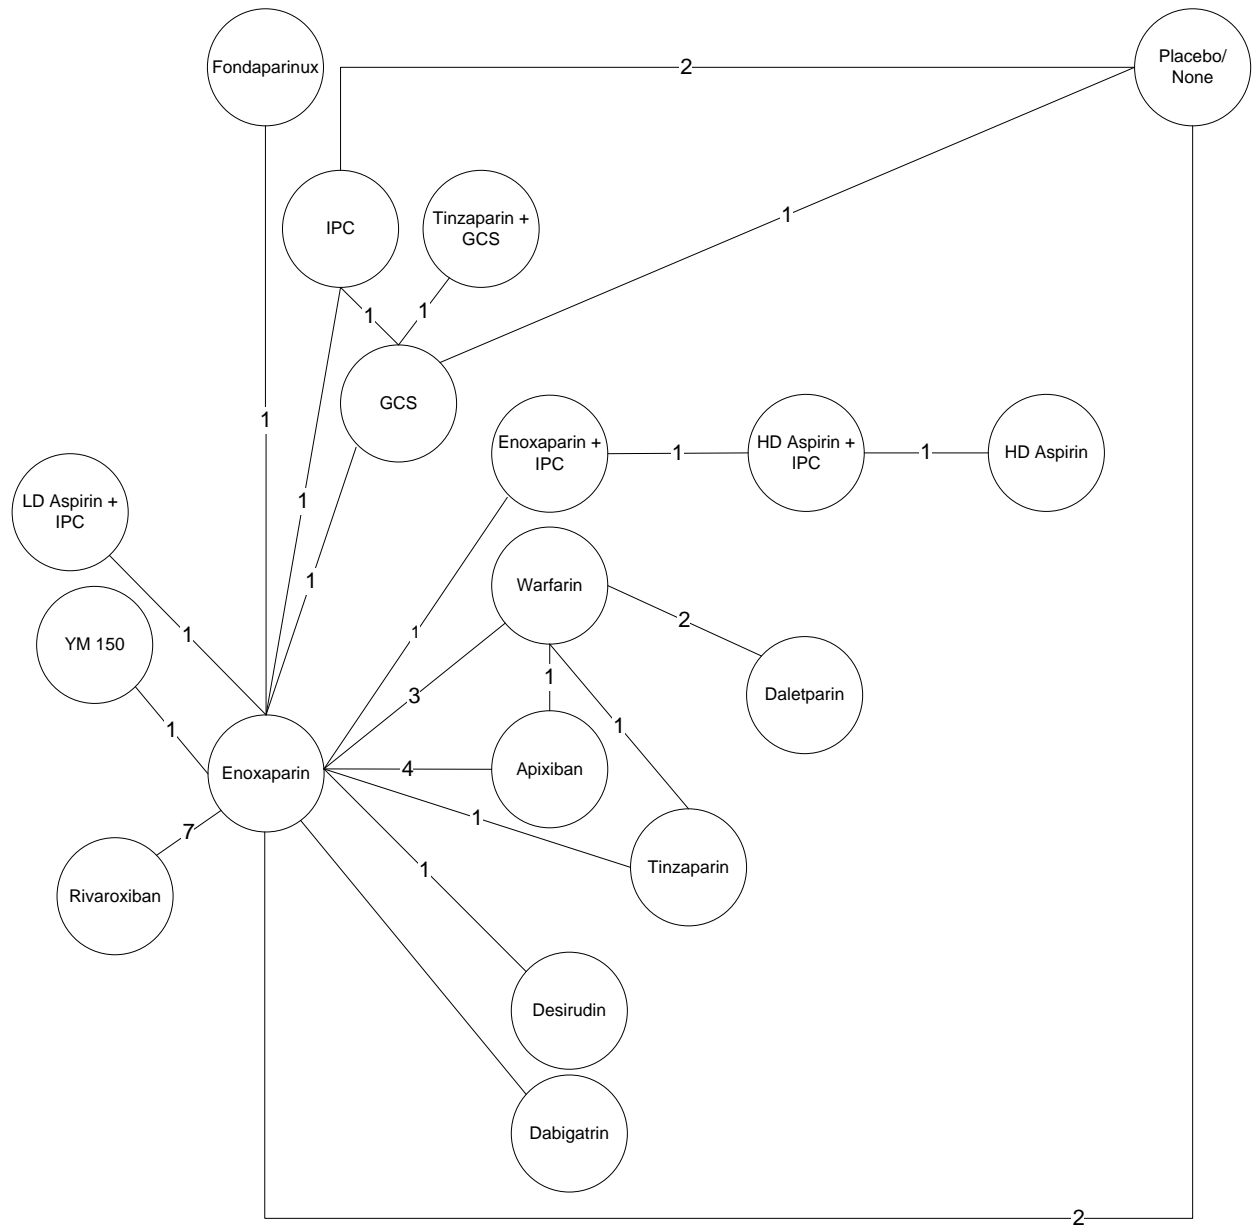 Fondaparinux
2
Placebo/
None
IPC
Tinzaparin +
GCS
1
1
1
GCS
1
Enoxaparin +
IPC
1
HD Aspirin +
IPC
1
HD Aspirin
LD Aspirin +
IPC
1
1
Warfarin
YM 150
1
1
2
3
1
1
Daletparin
1
Enoxaparin
4
Apixiban
7
1
Tinzaparin
1
Rivaroxiban
Desirudin
Dabigatrin
2